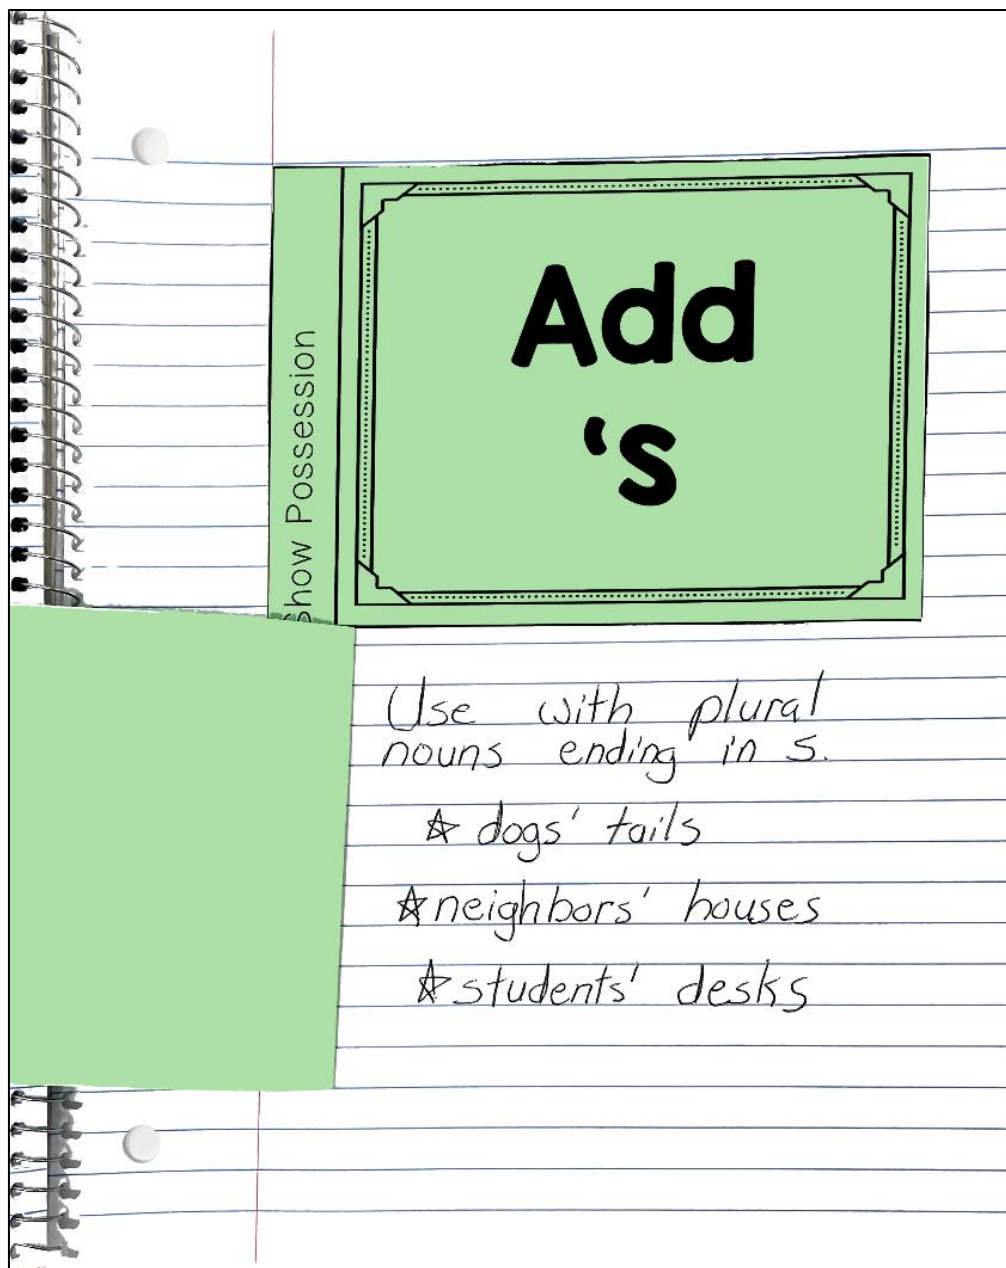 Show Possession
Add
‘s
Use with plural
nouns ending in s.
☆ dogs' tails
☆ neighbors' houses
☆ students' desks